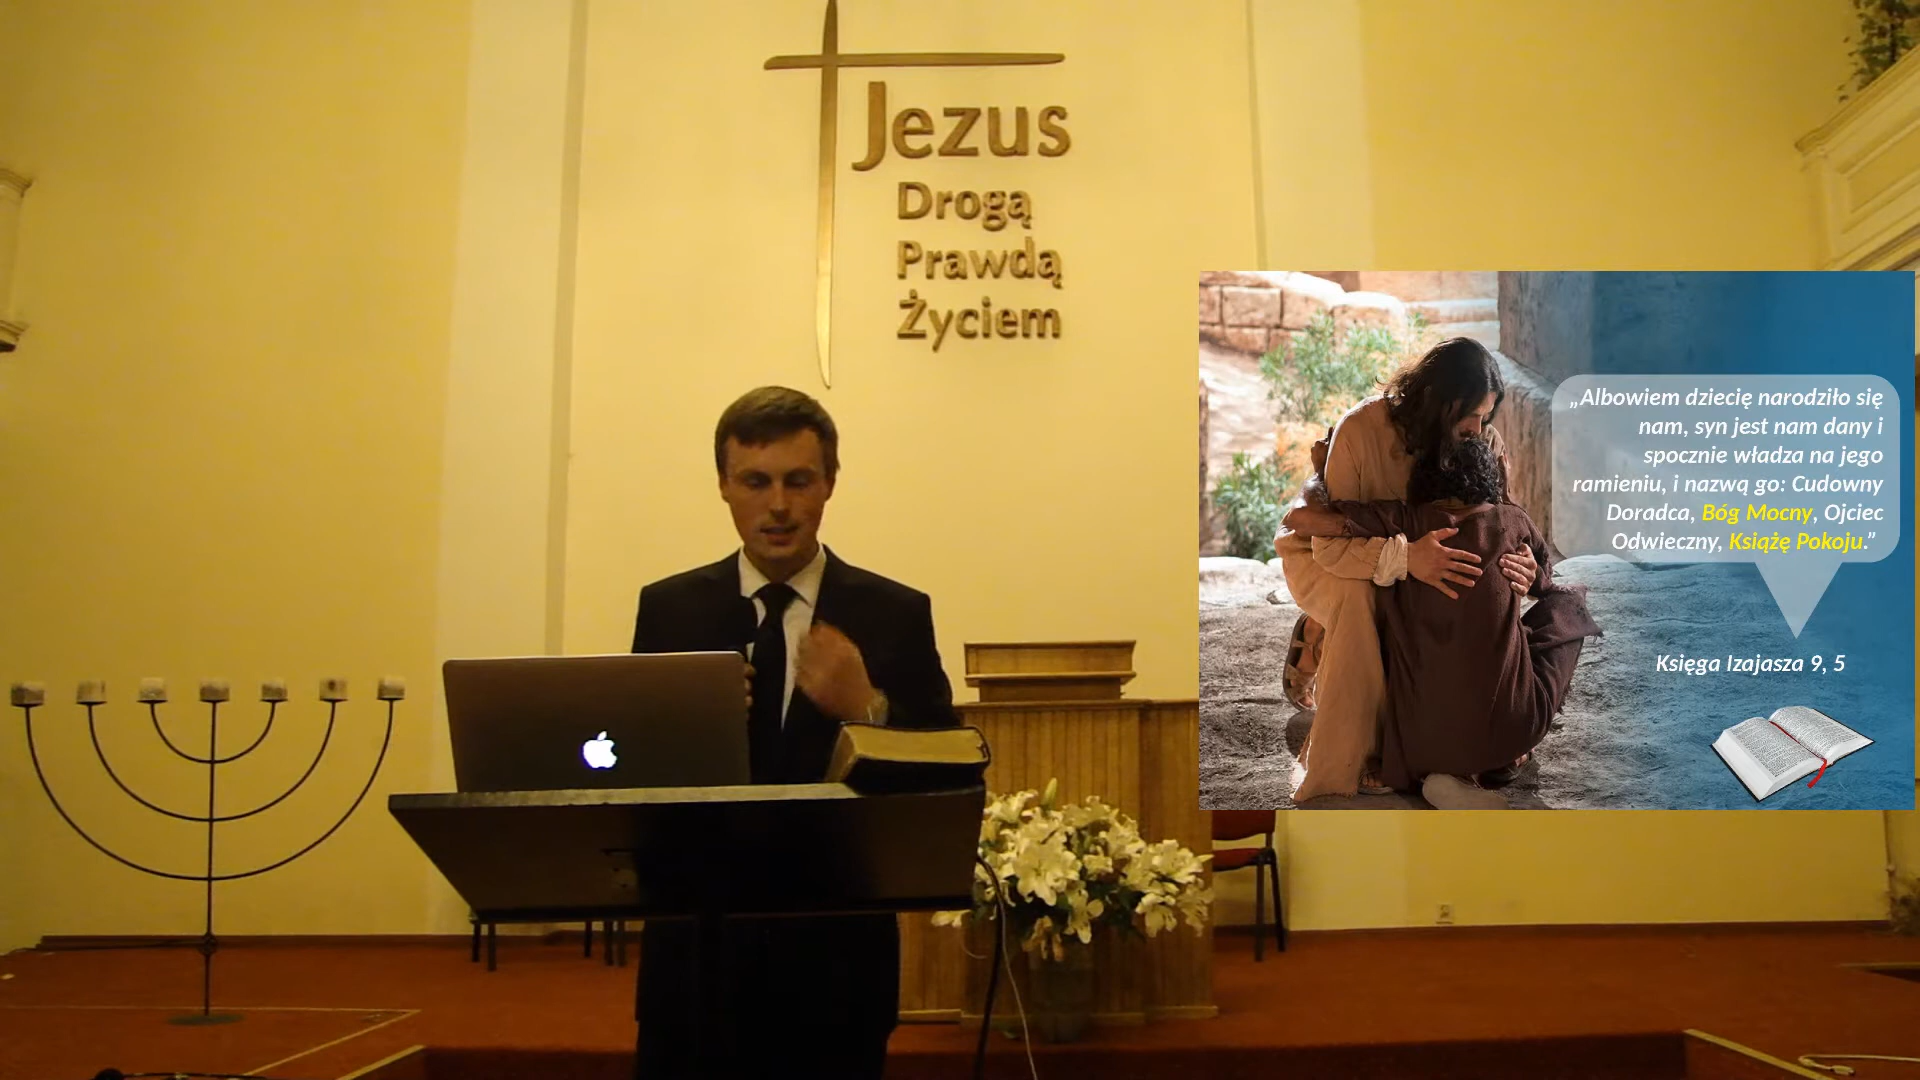 Jezus
Drogą
Prawdą
Życiem
„Albowiem dziecię narodziło się
nam, syn jest nam dany i
spocznie władza na jego
ramieniu, i nazwą go: Cudowny
Doradca, Bóg Mocny, Ojciec
Odwieczny, Książę Pokoju.”
Księga Izajasza 9, 5